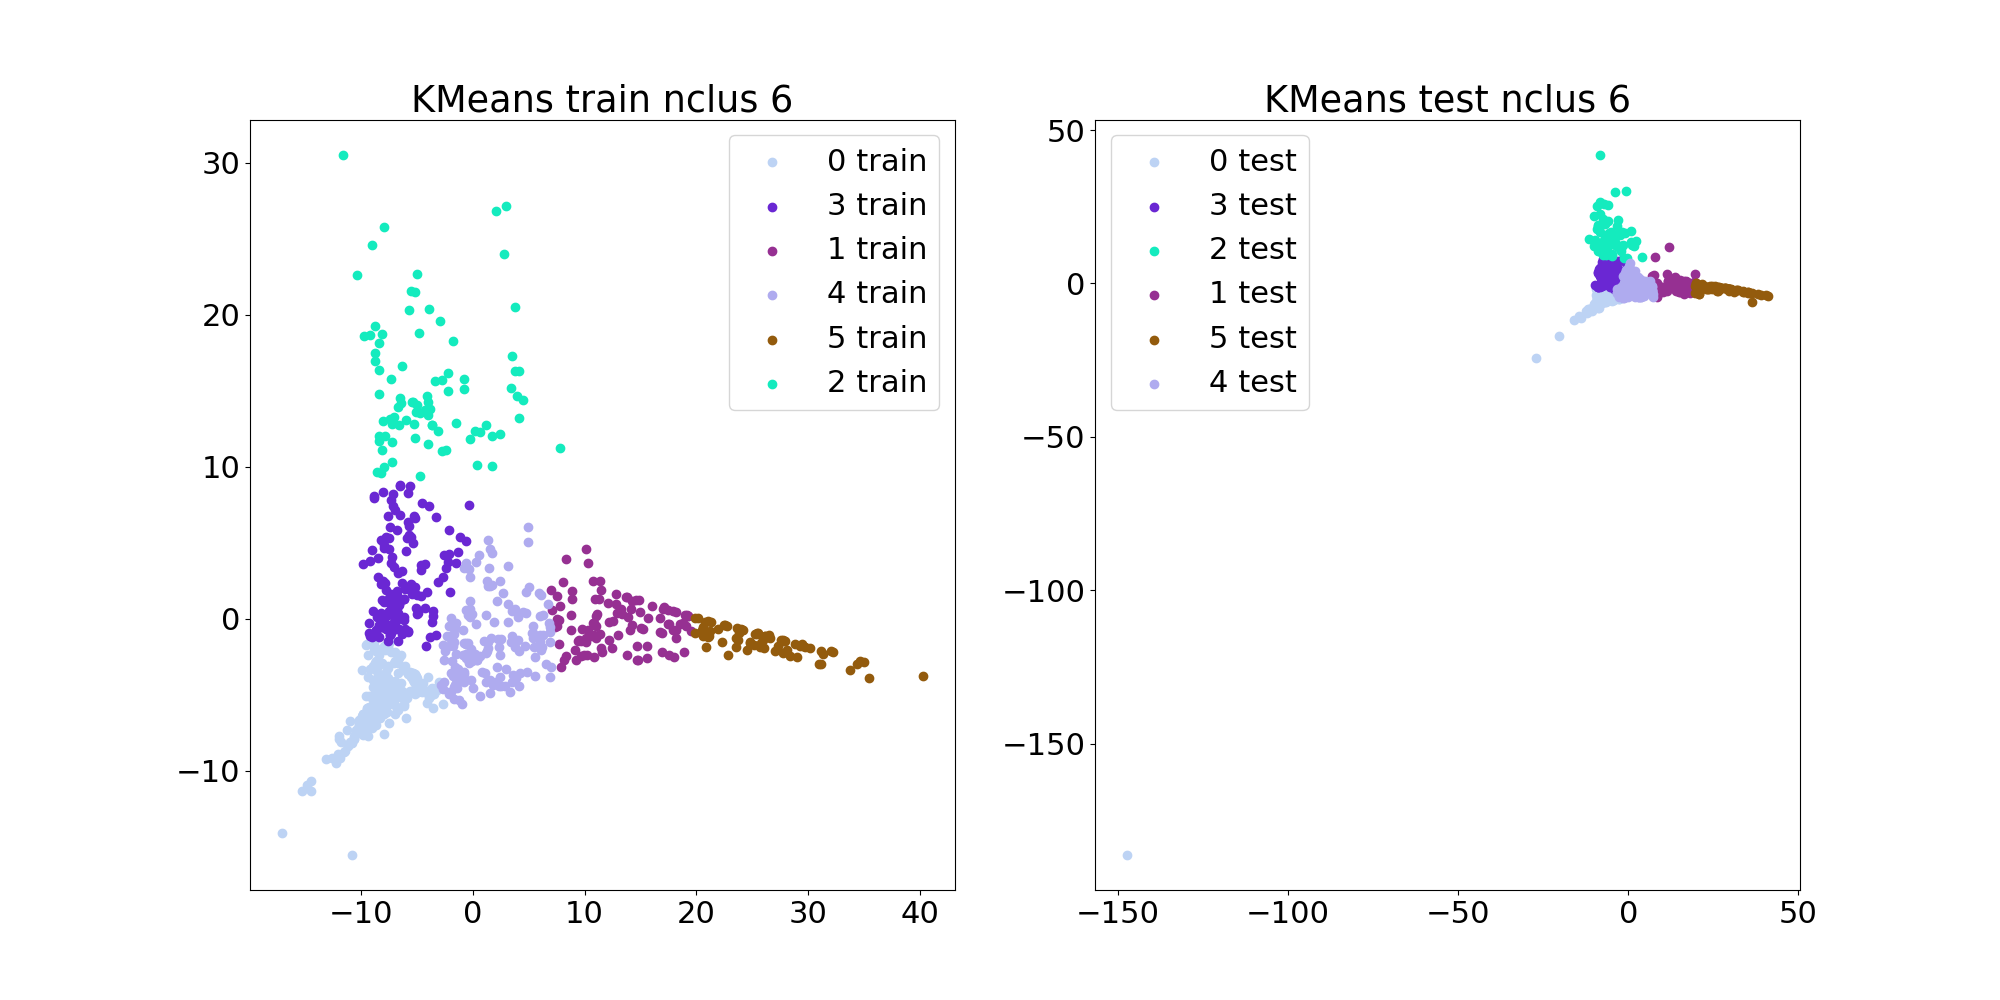 KMeans train nclus 6
30
20
10
0
−10
−10 0 10 20 30 40
0 train
3 train
1 train
4 train
5 train
2 train
KMeans test nclus 6
50
0
−50
−100
−150
−150 −100 −50 0 50
0 test
3 test
2 test
1 test
5 test
4 test